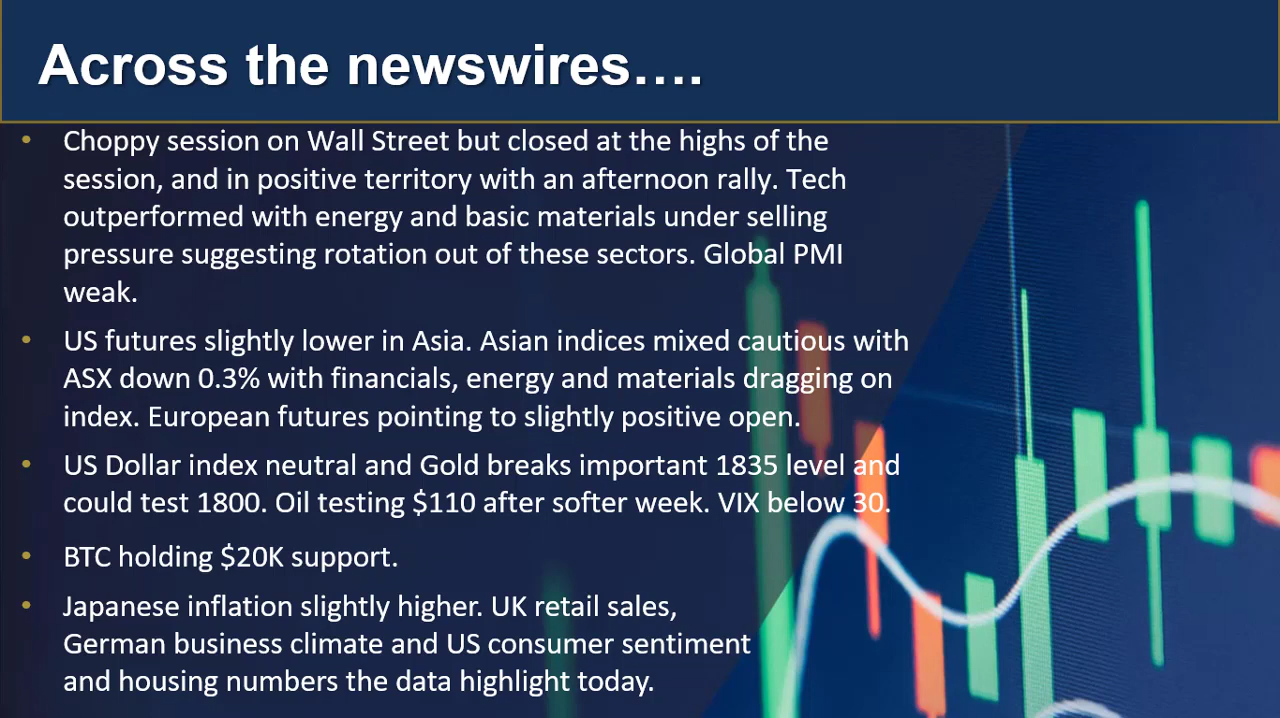 Across the newswires….
• Choppy session on Wall Street but closed at the highs of the
session, and in positive territory with an afternoon rally. Tech
outperformed with energy and basic materials under selling
pressure suggesting rotation out of these sectors. Global PMI
weak.
• US futures slightly lower in Asia. Asian indices mixed cautious with
ASX down 0.3% with financials, energy and materials dragging on
index. European futures pointing to slightly positive open.
• US Dollar index neutral and Gold breaks important 1835 level and
could test 1800. Oil testing $110 after softer week. VIX below 30.
• BTC holding $20K support.
• Japanese inflation slightly higher. UK retail sales,
German business climate and US consumer sentiment
and housing numbers the data highlight today.